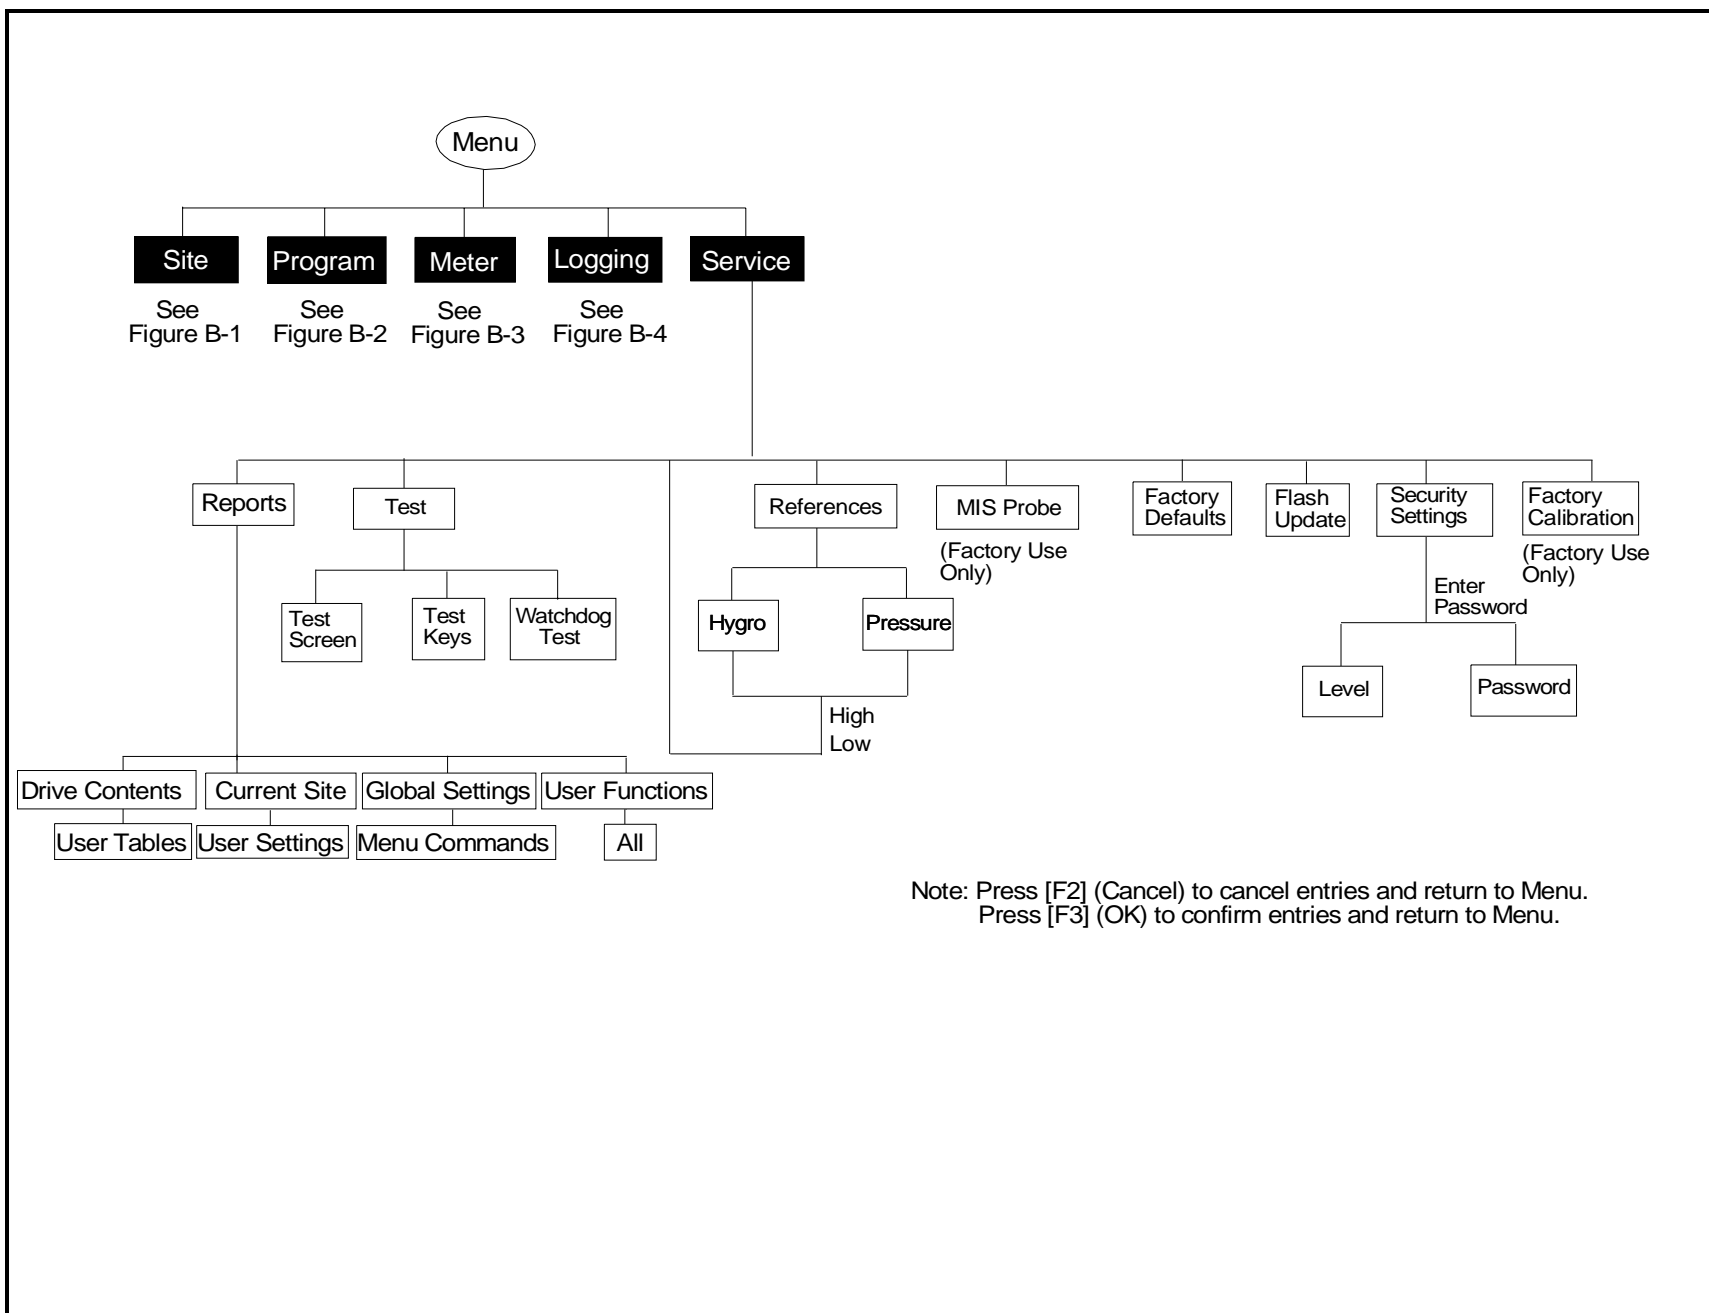 Menu
Site
Program
Meter
Logging
Service
See
Figure B-1
See
Figure B-2
See
Figure B-3
See
Figure B-4
Reports
Test
References
MIS Probe
(Factory Use
Only)
Factory
Defaults
Flash
Update
Security
Settings
Factory
Calibration
(Factory Use
Only)
Test
Screen
Test
Keys
Watchdog
Test
Hygro
Pressure
Enter
Password
Level
Password
High
Low
Drive Contents
Current Site
Global Settings
User Functions
User Tables
User Settings
Menu Commands
All
Note: Press [F2] (Cancel) to cancel entries and return to Menu.
Press [F3] (OK) to confirm entries and return to Menu.